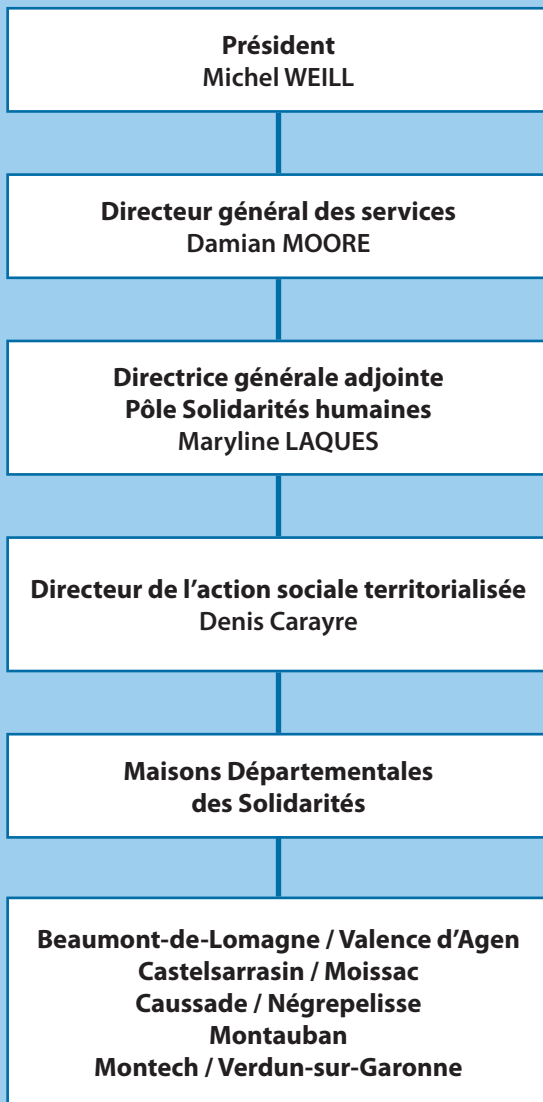 Président
Michel WEILL
Directeur général des services
Damian MOORE
Directrice générale adjointe
Pôle Solidarités humaines
Maryline LAQUES
Directeur de l’action sociale territorialisée
Denis Carayre
Maisons Départementales
des Solidarités
Beaumont-de-Lomagne / Valence d’Agen
Castelsarrasin / Moissac
Caussade / Négrepelisse
Montauban
Montech / Verdun-sur-Garonne